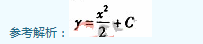 参考解析： y = x²/2 + C